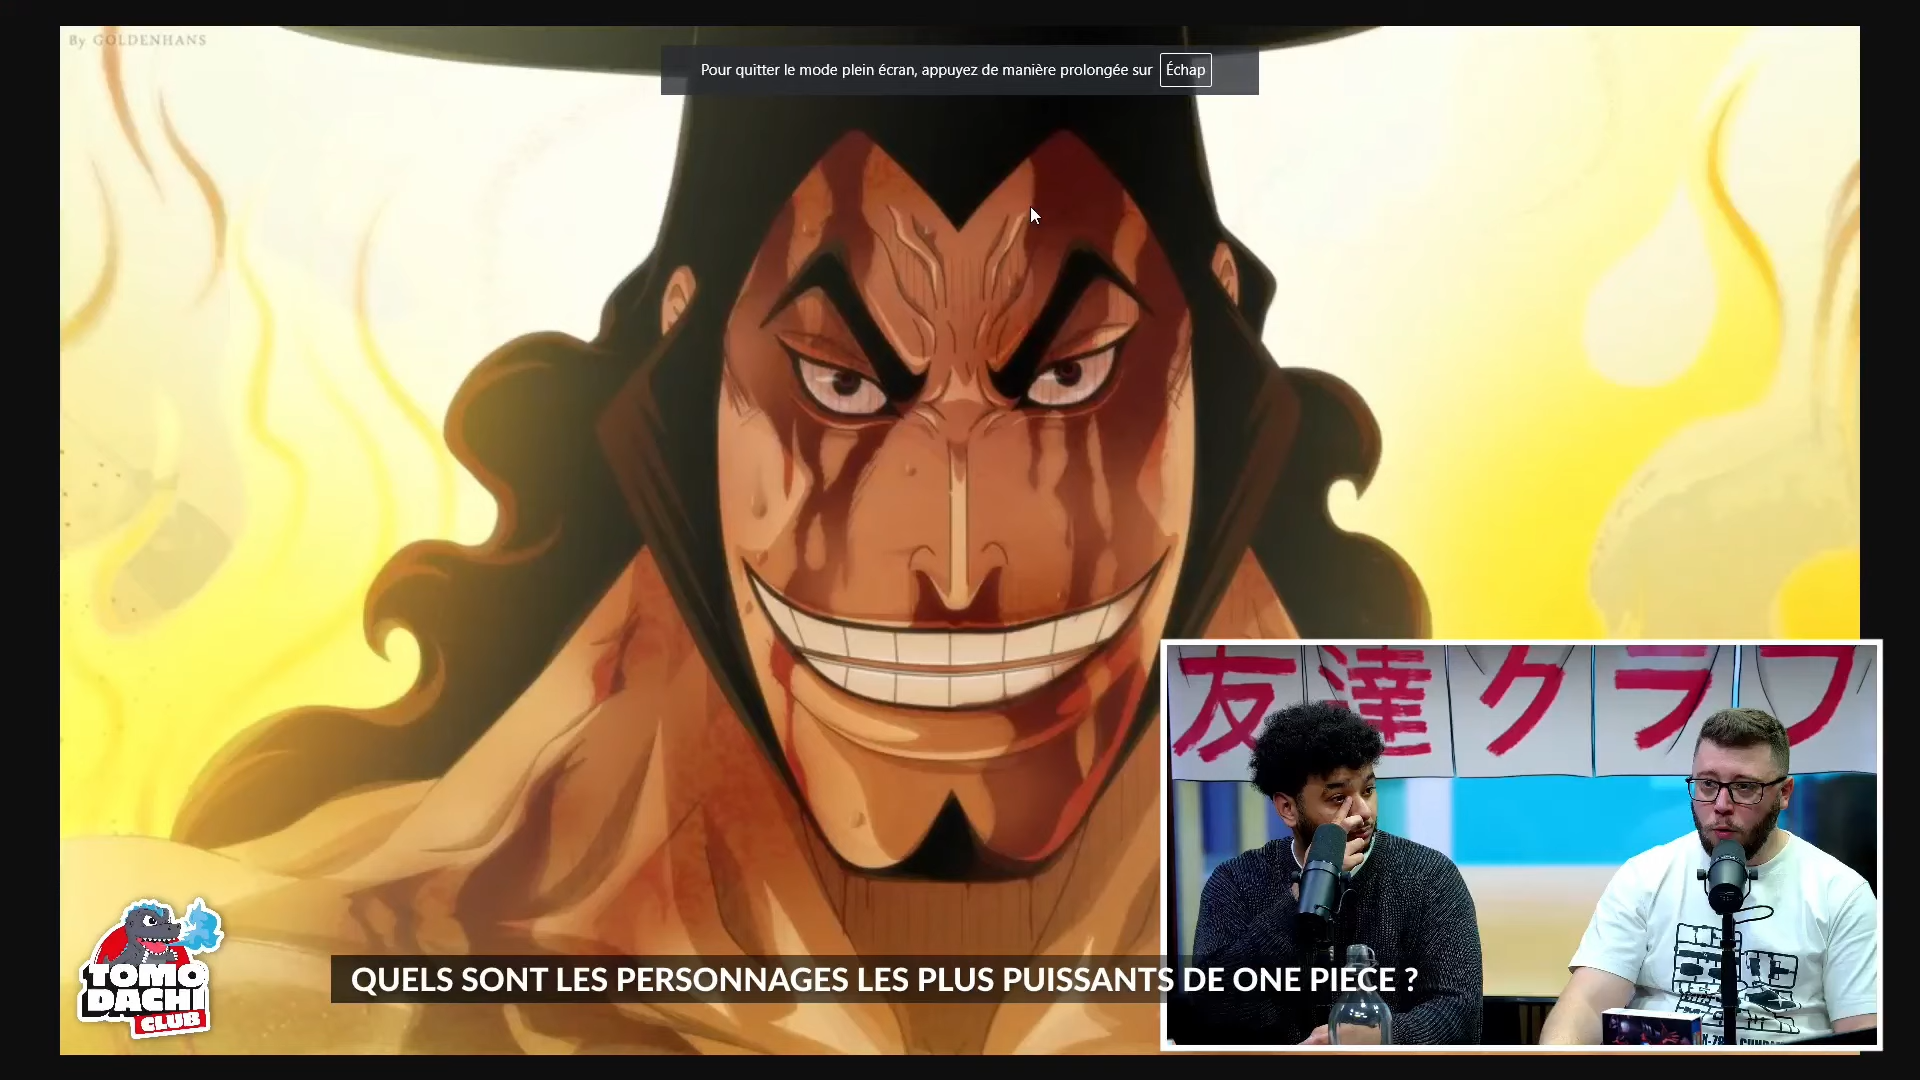 By GOLDENHANS
Pour quitter le mode plein écran, appuyez de manière prolongée sur Échap
友達クラブ
TOMO
DACHI
CLUB
QUELS SONT LES PERSONNAGES LES PLUS PUISSANTS DE ONE PIECE ?